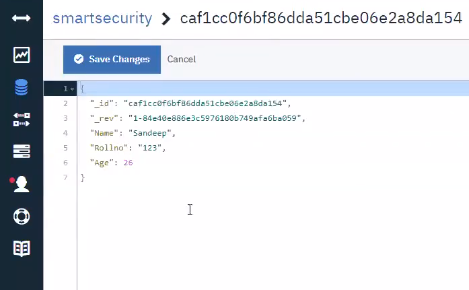 smartsecurity > caf1cc0f6bf86dda51cbe06e2a8da154
Save Changes Cancel
1 {
2 "_id": "caf1cc0f6bf86dda51cbe06e2a8da154",
3 "_rev": "1-84e40e886e3c5976180b749afa6ba059",
4 "Name": "Sandeep",
5 "Rollno": "123",
6 "Age": 26
7 }